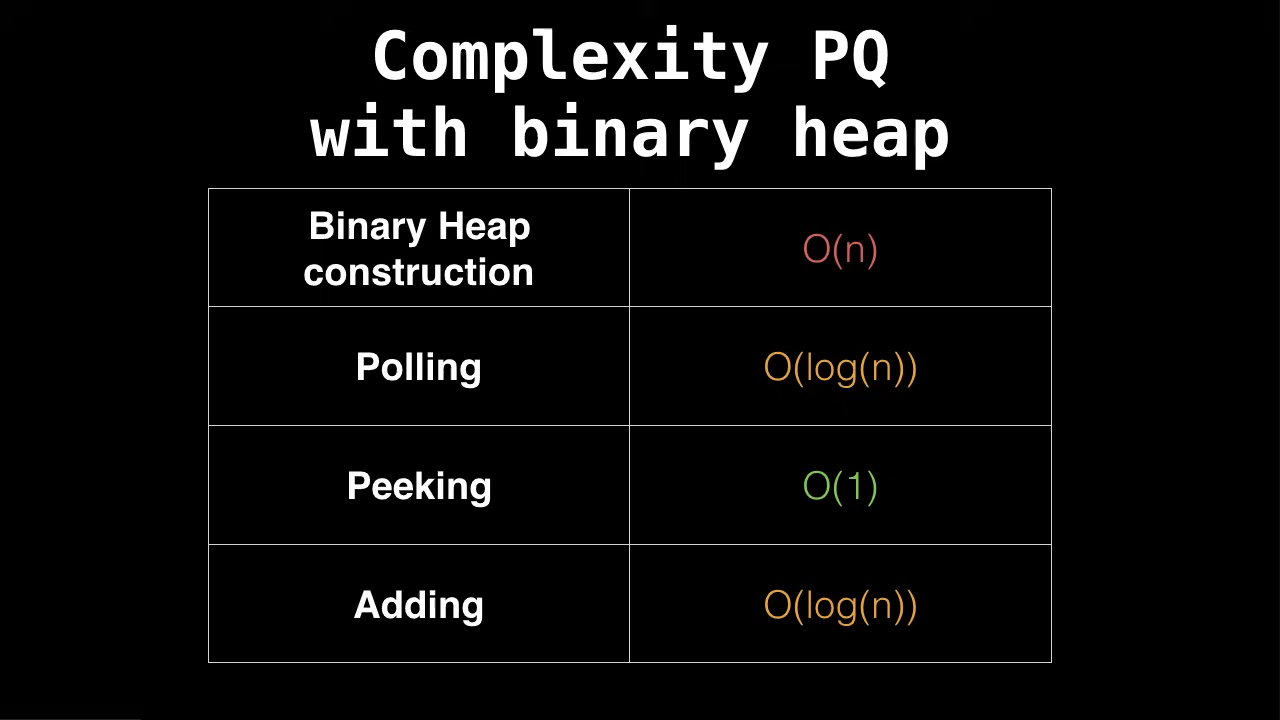 Complexity PQ
with binary heap
Binary Heap
construction
O(n)
Polling
O(log(n))
Peeking
O(1)
Adding
O(log(n))